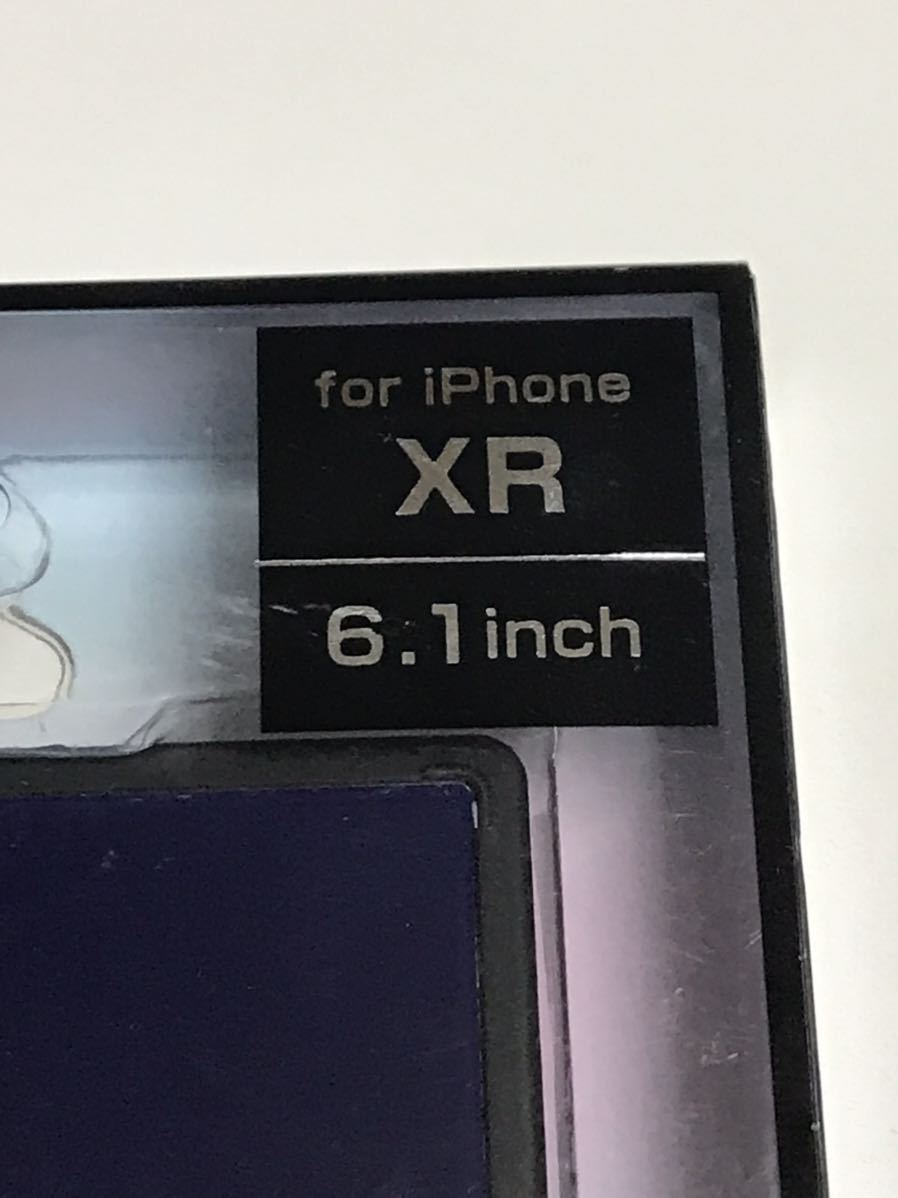 for iPhone
XR
6.1inch